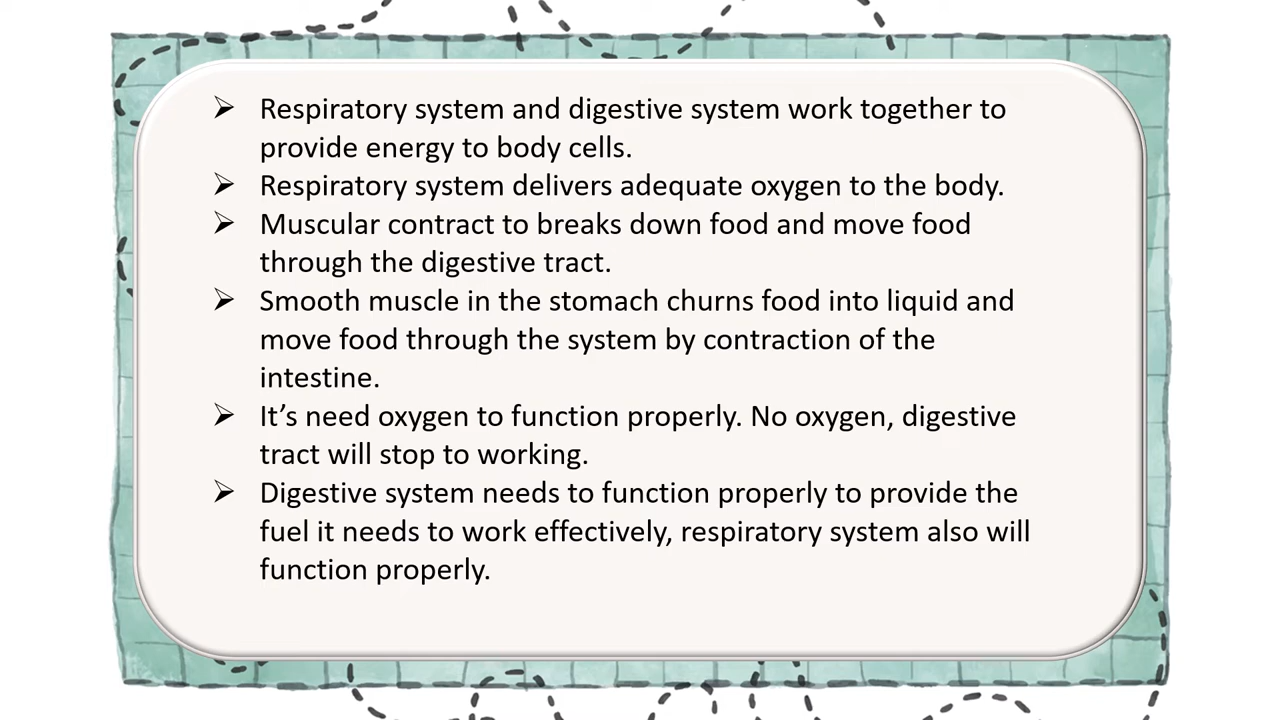 ➢ Respiratory system and digestive system work together to
provide energy to body cells.
➢ Respiratory system delivers adequate oxygen to the body.
➢ Muscular contract to breaks down food and move food
through the digestive tract.
➢ Smooth muscle in the stomach churns food into liquid and
move food through the system by contraction of the
intestine.
➢ It’s need oxygen to function properly. No oxygen, digestive
tract will stop to working.
➢ Digestive system needs to function properly to provide the
fuel it needs to work effectively, respiratory system also will
function properly.